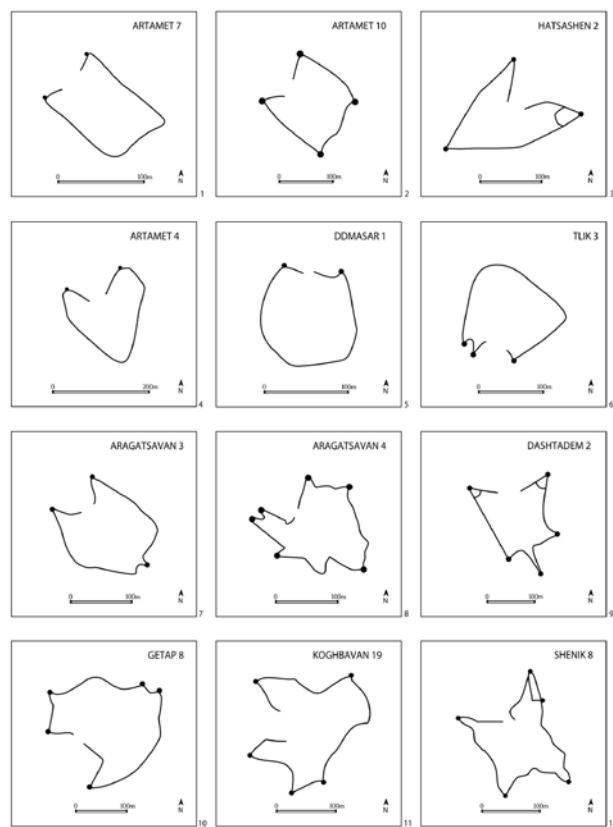 ARTAMET 7
0 100m
N
1
ARTAMET 10
0 100m
N
2
HATSASHEN 2
0 100m
N
3
ARTAMET 4
0 200m
N
4
DDMASAR 1
0 100m
N
5
TLIK 3
0 100m
N
6
ARAGATSAVAN 3
0 100m
N
7
ARAGATSAVAN 4
0 100m
N
8
DASHTADEM 2
0 100m
N
9
GETAP 8
0 100m
N
10
KOGHBAVAN 19
0 100m
N
11
SHENIK 8
0 100m
N